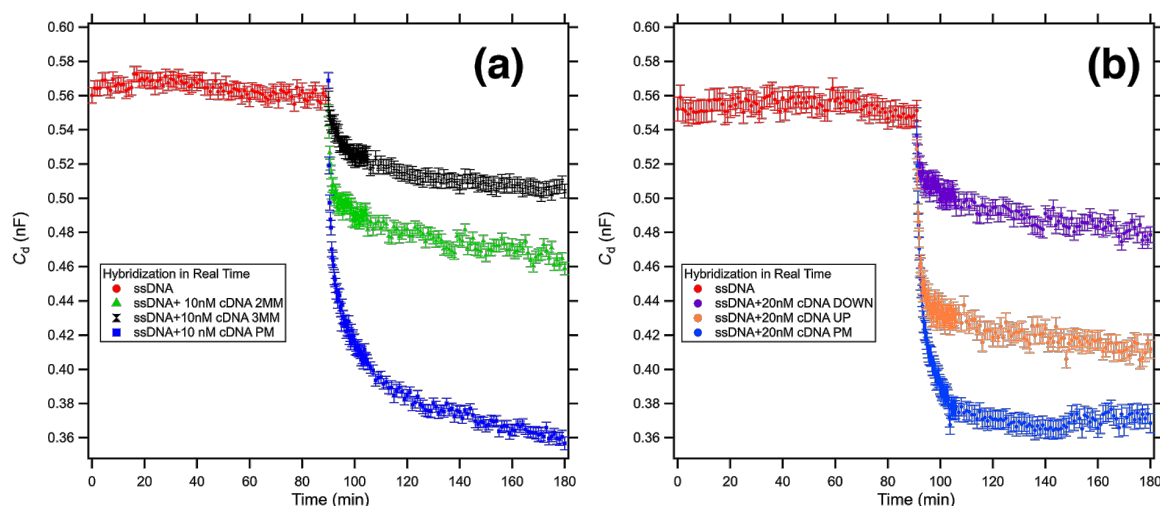 (a)
0.60
0.58
0.56
0.54
0.52
0.50
0.48
0.46
0.44
0.42
0.40
0.38
0.36
Cd (nF)
Hybridization in Real Time
ssDNA
ssDNA+ 10nM cDNA 2MM
ssDNA+10nM cDNA 3MM
ssDNA+10 nM cDNA PM
0 20 40 60 80 100 120 140 160 180
Time (min)
(b)
0.60
0.58
0.56
0.54
0.52
0.50
0.48
0.46
0.44
0.42
0.40
0.38
0.36
Cd (nF)
Hybridization in Real Time
ssDNA
ssDNA+20nM cDNA DOWN
ssDNA+20nM cDNA UP
ssDNA+20nM cDNA PM
0 20 40 60 80 100 120 140 160 180
Time (min)